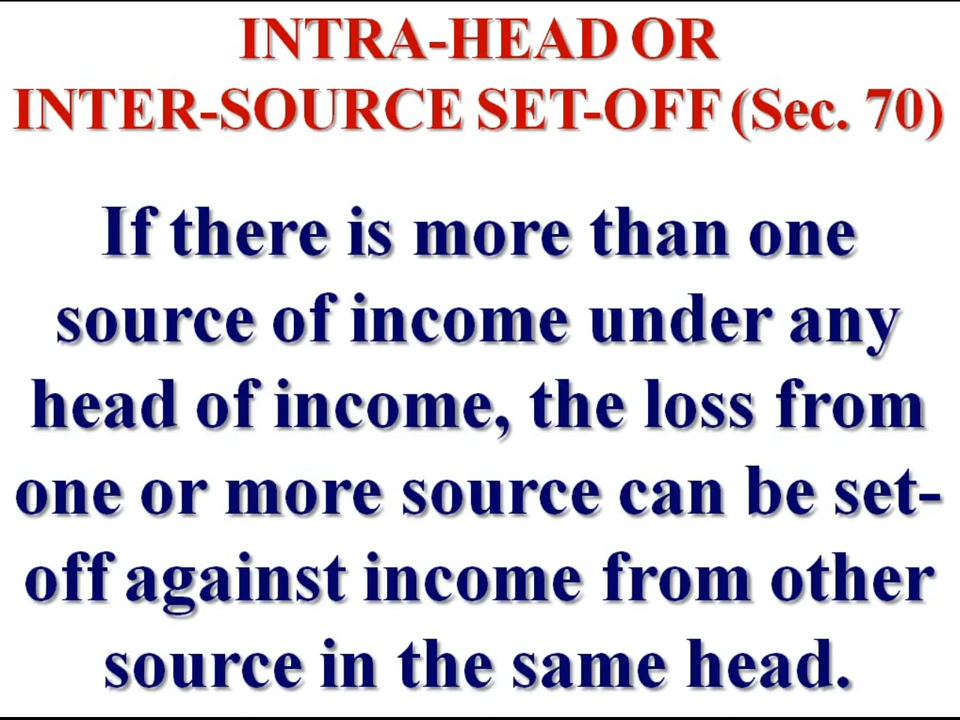 INTRA-HEAD OR
INTER-SOURCE SET-OFF (Sec. 70)
If there is more than one
source of income under any
head of income, the loss from
one or more source can be set-
off against income from other
source in the same head.